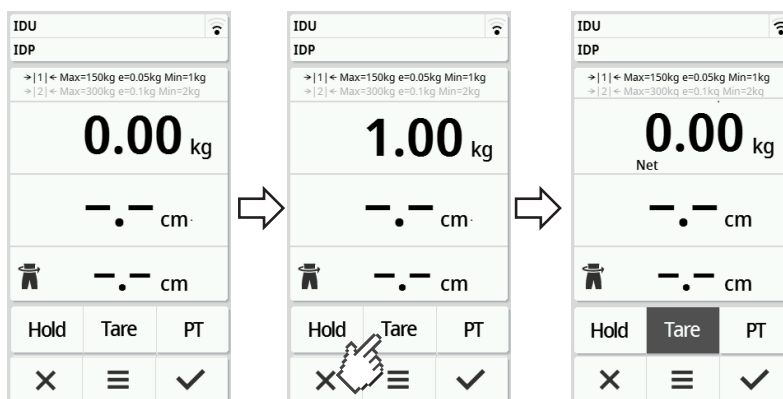 IDU
IDP
→|1|← Max=150kg e=0.05kg Min=1kg
→|2|← Max=300kg e=0.1kg Min=2kg
0.00 kg
-.- cm
-.- cm
Hold Tare PT
IDU
IDP
→|1|← Max=150kg e=0.05kg Min=1kg
→|2|← Max=300kg e=0.1kg Min=2kg
1.00 kg
-.- cm
-.- cm
Hold Tare PT
IDU
IDP
→|1|← Max=150kg e=0.05kg Min=1kg
→|2|← Max=300kg e=0.1kg Min=2kg
0.00 kg
Net
-.- cm
-.- cm
Hold Tare PT